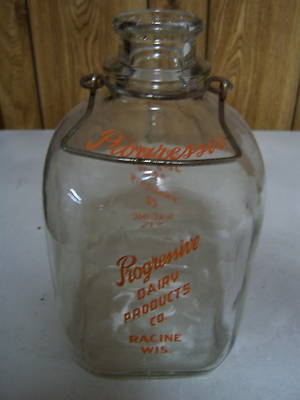 Progressive
Progressive
DAIRY
PRODUCTS
CO.
RACINE
WIS.